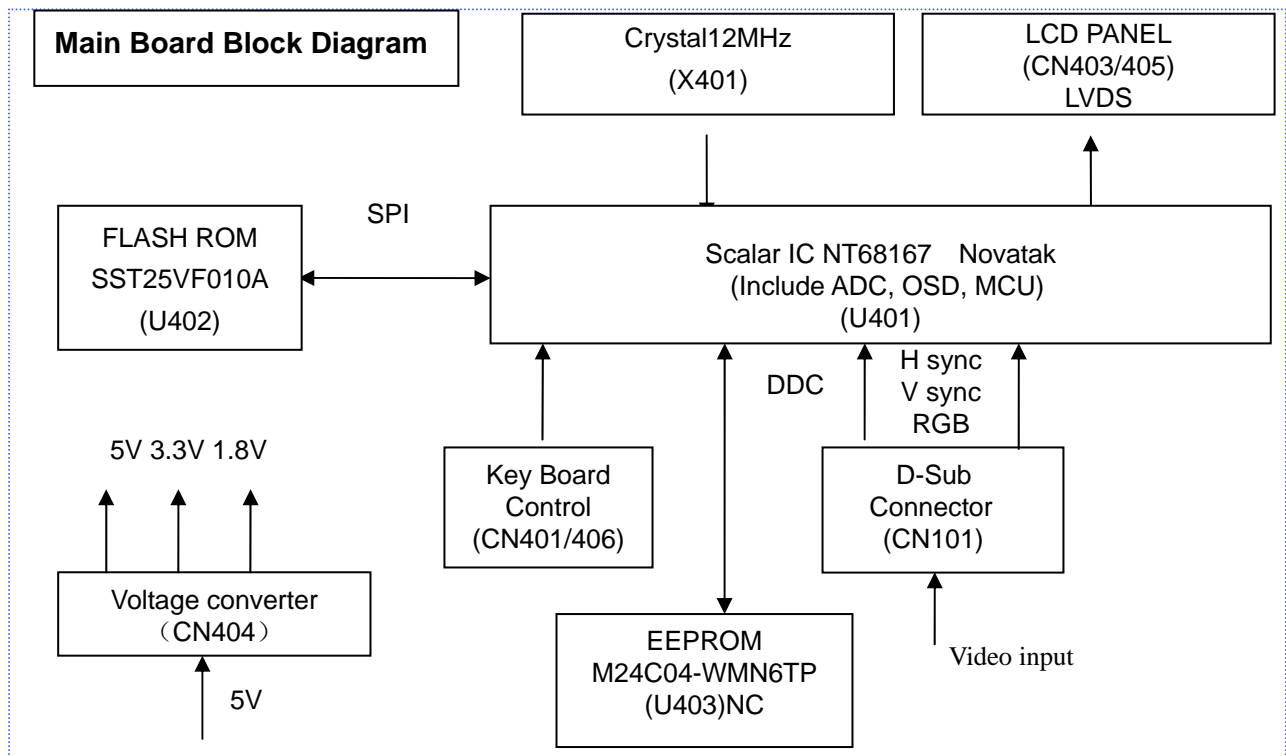 Main Board Block Diagram
Crystal12MHz
(X401)
LCD PANEL
(CN403/405)
LVDS
SPI
FLASH ROM
SST25VF010A
(U402)
Scalar IC NT68167 Novatak
(Include ADC, OSD, MCU)
(U401)
DDC
H sync
V sync
RGB
5V 3.3V 1.8V
Key Board
Control
(CN401/406)
D-Sub
Connector
(CN101)
Voltage converter
（CN404）
5V
EEPROM
M24C04-WMN6TP
(U403)NC
Video input